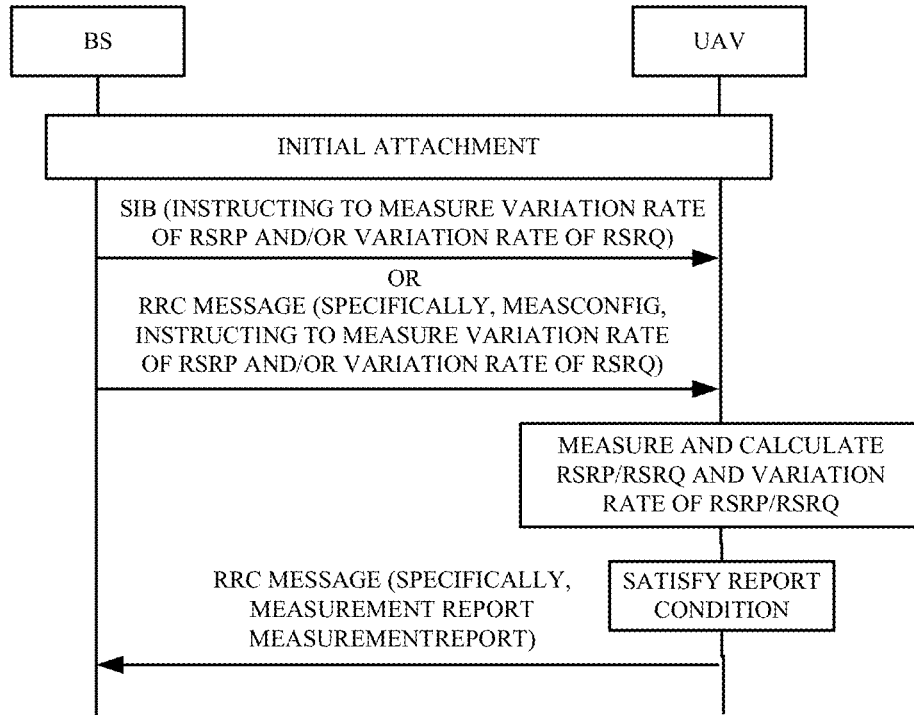 BS
UAV
INITIAL ATTACHMENT
SIB (INSTRUCTING TO MEASURE VARIATION RATE
OF RSRP AND/OR VARIATION RATE OF RSRQ)
OR
RRC MESSAGE (SPECIFICALLY, MEASCONFIG,
INSTRUCTING TO MEASURE VARIATION RATE
OF RSRP AND/OR VARIATION RATE OF RSRQ)
MEASURE AND CALCULATE
RSRP/RSRQ AND VARIATION
RATE OF RSRP/RSRQ
SATISFY REPORT
CONDITION
RRC MESSAGE (SPECIFICALLY,
MEASUREMENT REPORT
MEASUREMENTREPORT)